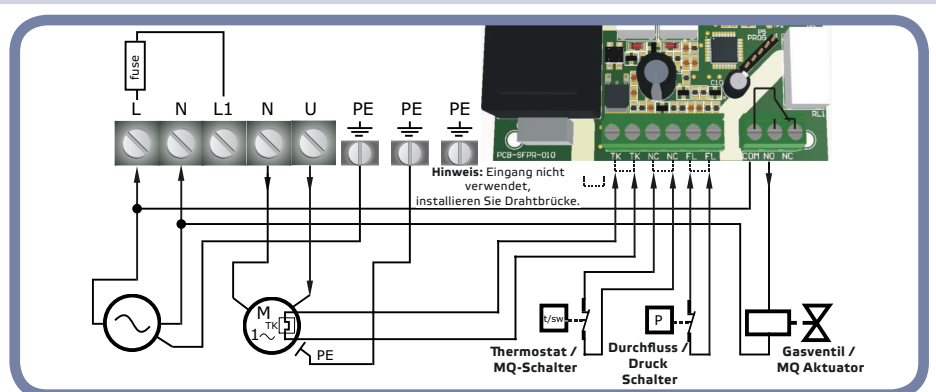 fuse
L N L1 N U PE PE PE
P8
PROG
C10
RL1
PCB-SFPR-010
TK TK NC NC FL FL COM NO NC
Hinweis: Eingang nicht
verwendet,
installieren Sie Drahtbrücke.
M
TK
1~
PE
t/sw
P
Thermostat /
MQ-Schalter
Durchfluss /
Druck
Schalter
Gasventil /
MQ Aktuator